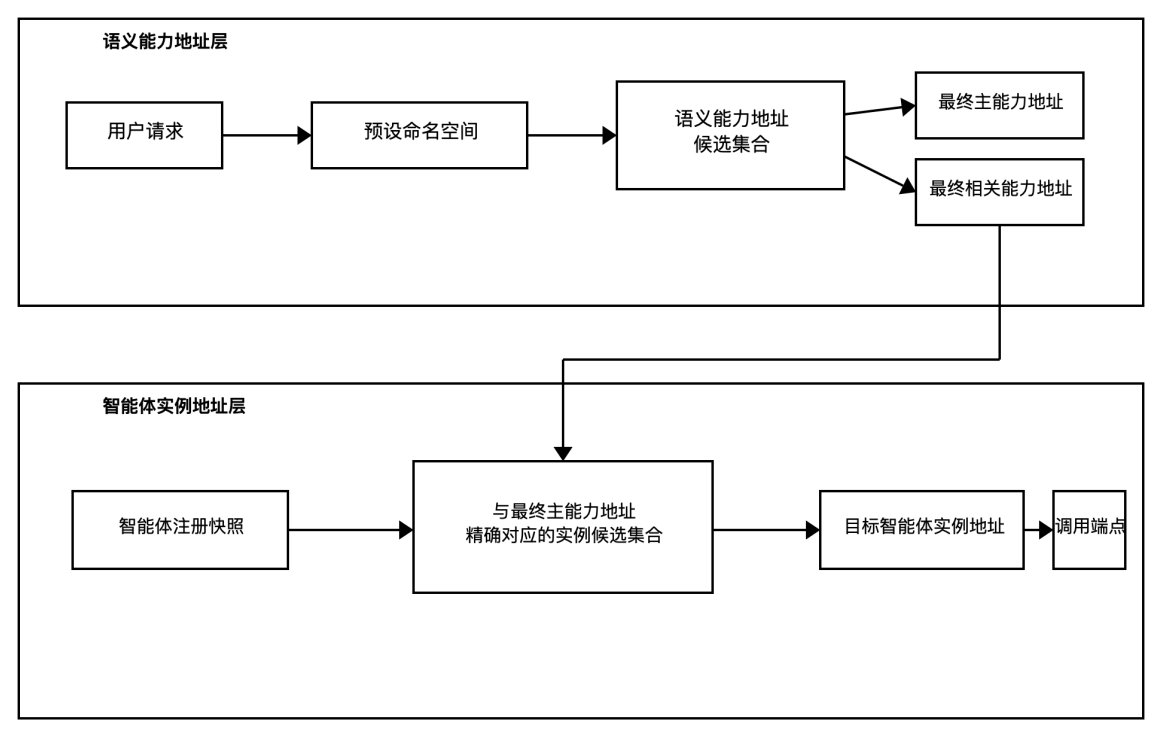 语义能力地址层
用户请求
预设命名空间
语义能力地址
候选集合
最终主能力地址
最终相关能力地址
智能体实例地址层
智能体注册快照
与最终主能力地址
精确对应的实例候选集合
目标智能体实例地址
调用端点